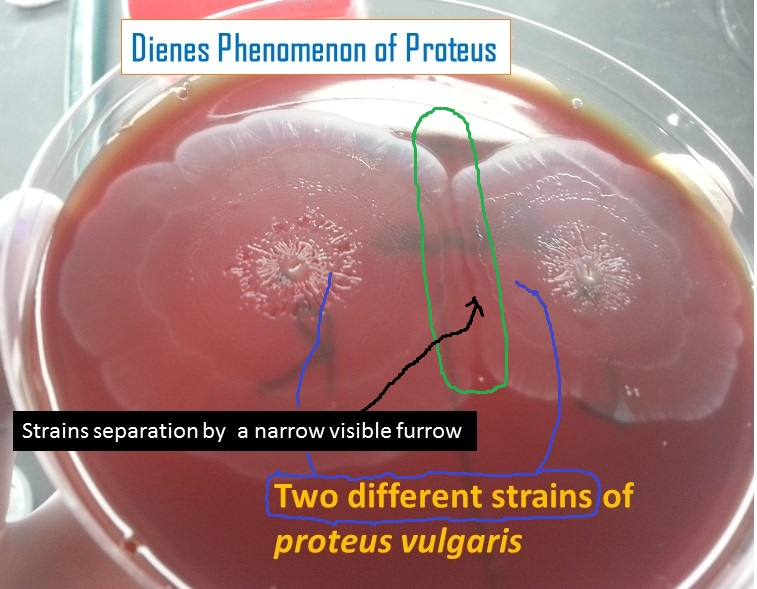 Dienes Phenomenon of Proteus
Strains separation by a narrow visible furrow
Two different strains of
proteus vulgaris